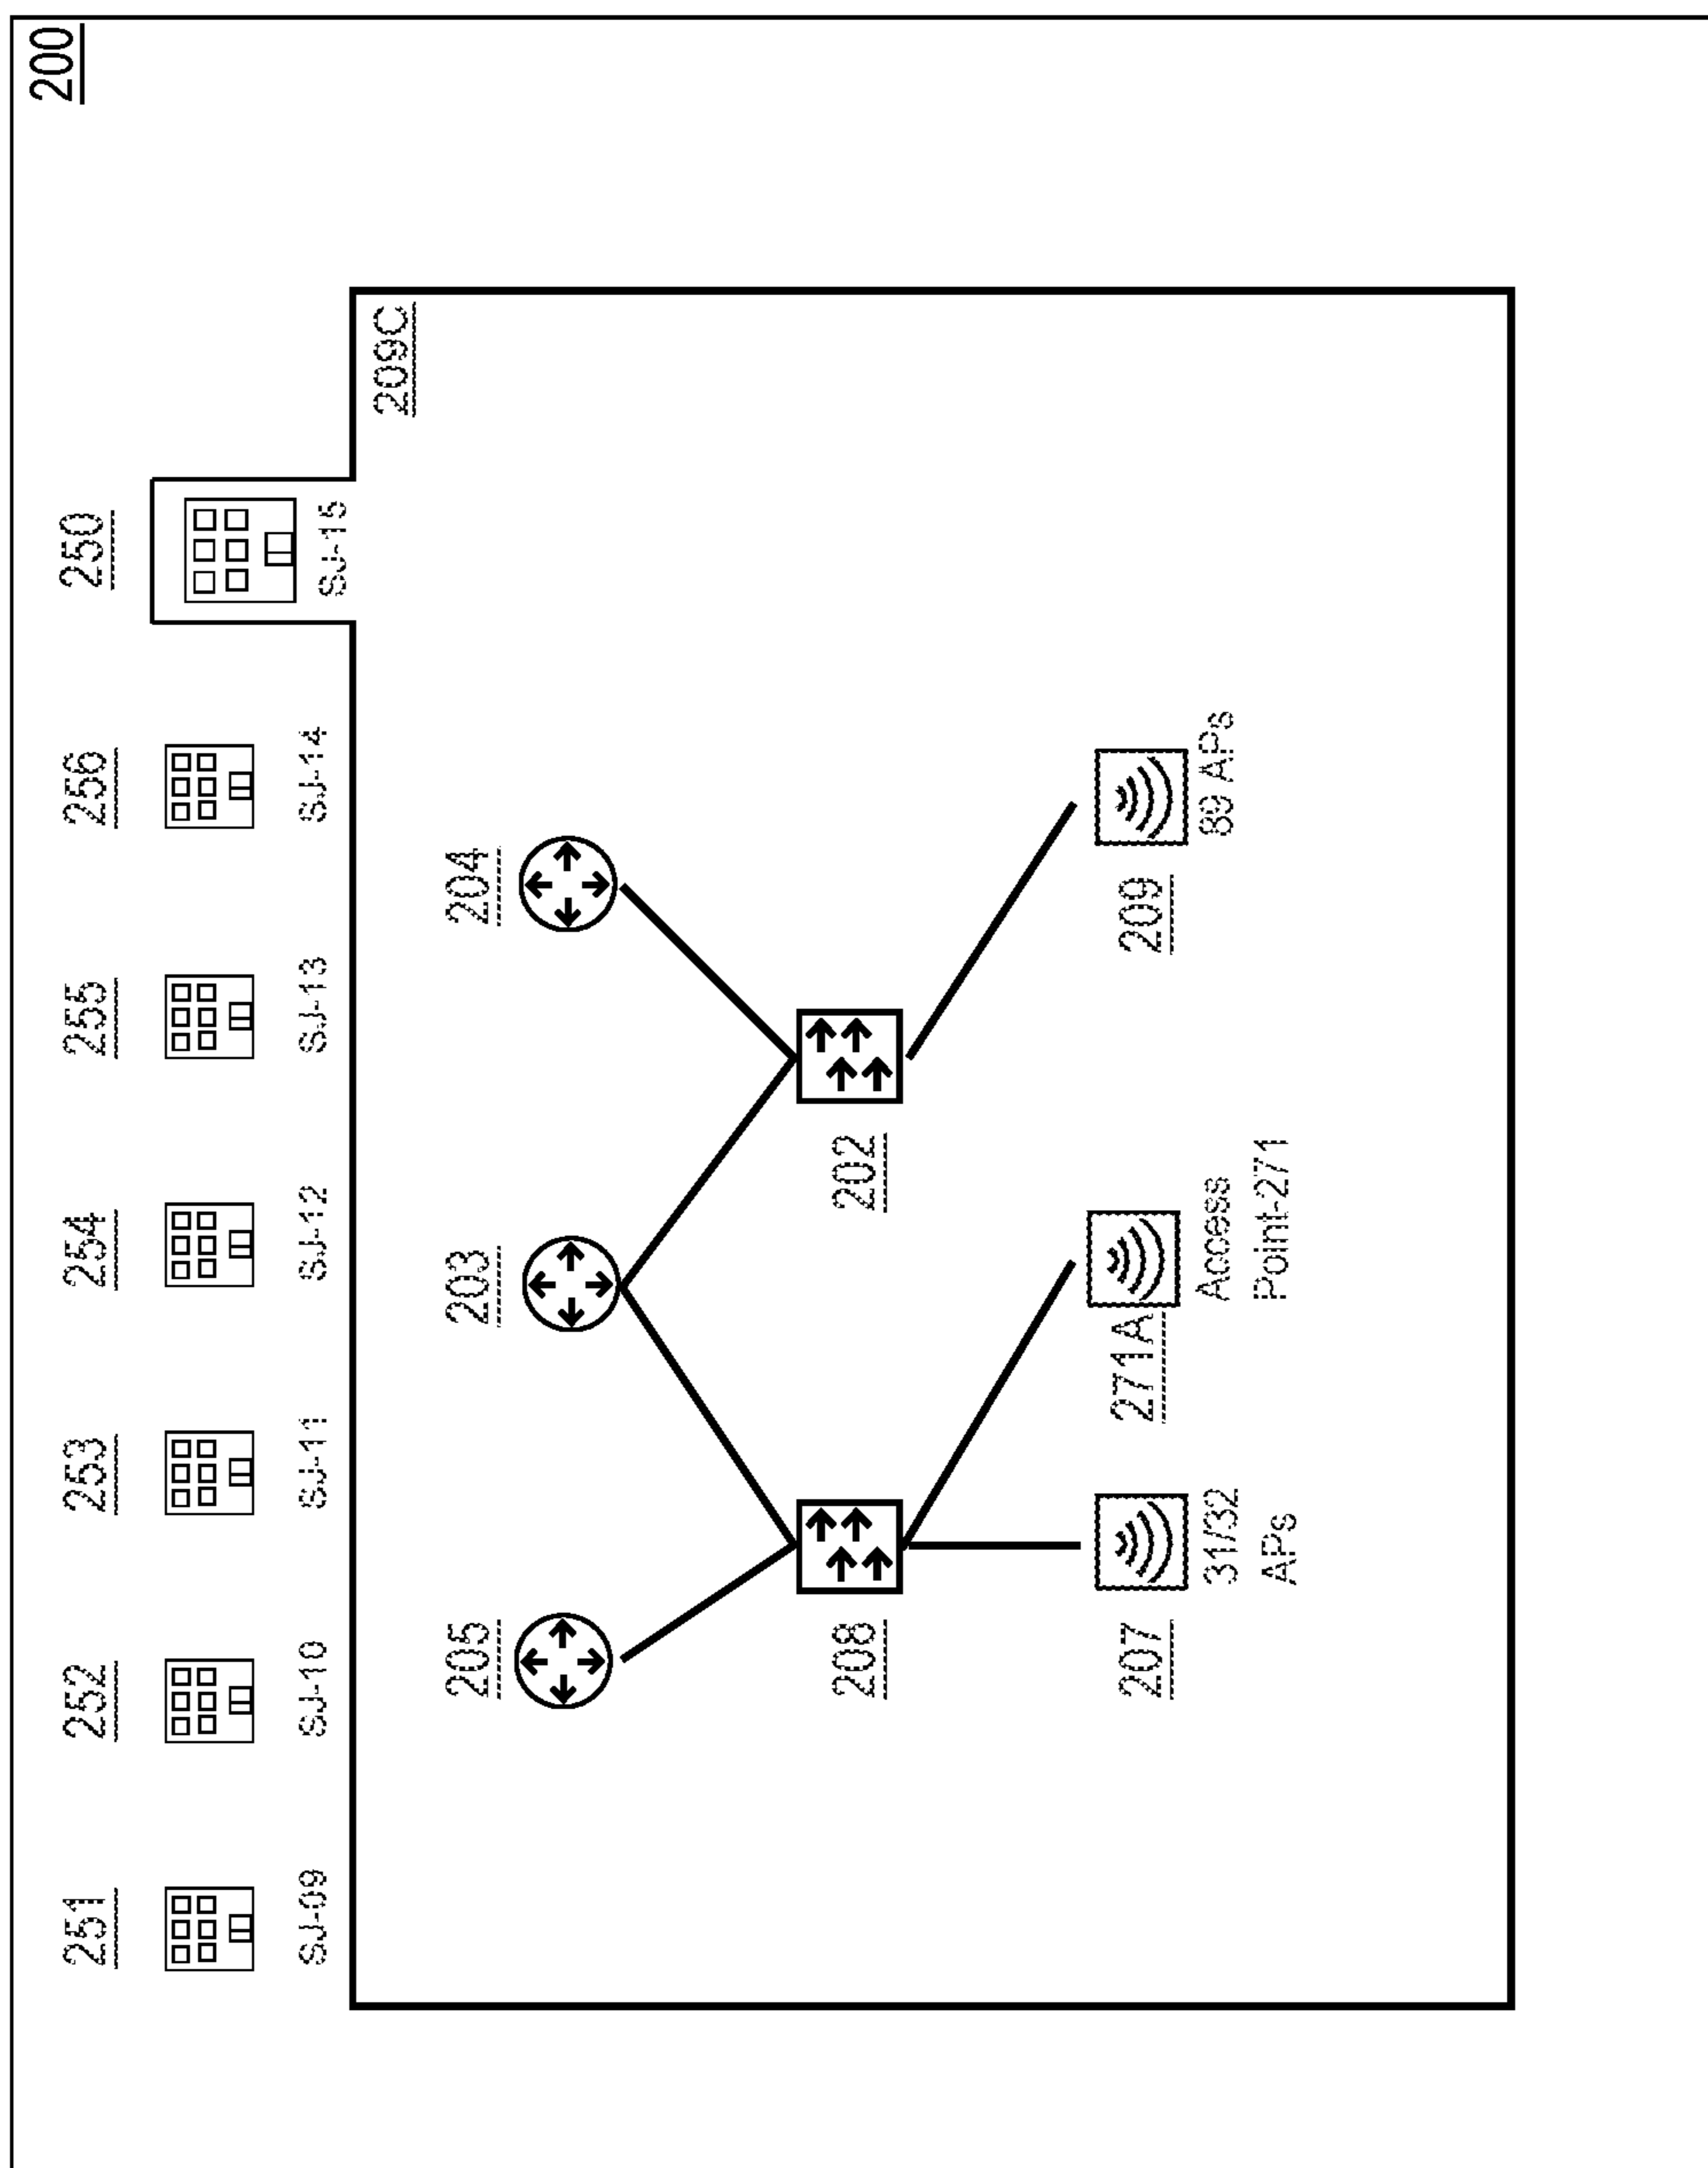 200
251
252
253
254
255
256
250
SJ-09
SJ-10
SJ-11
SJ-12
SJ-13
SJ-14
SJ-15
209C
205
203
204
208
202
207
271A
209
31/32
APs
Access
Point-271
89 APs